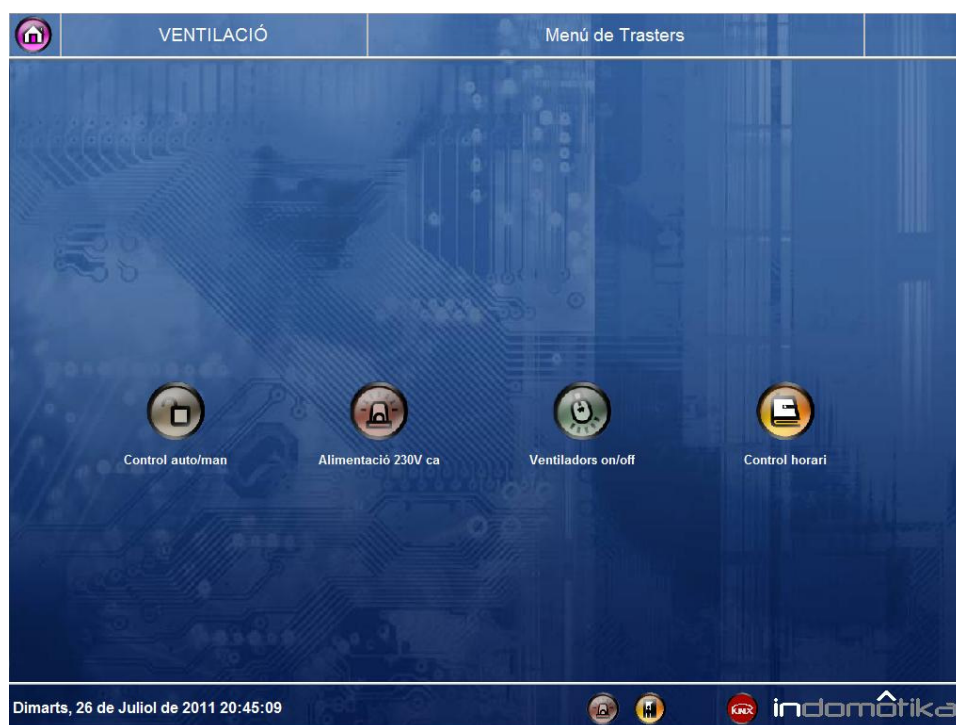 VENTILACIÓ
Menú de Trasters
Control auto/man
Alimentació 230V ca
Ventiladors on/off
Control horari
Dimarts, 26 de Juliol de 2011 20:45:09
KNX
indomôtika